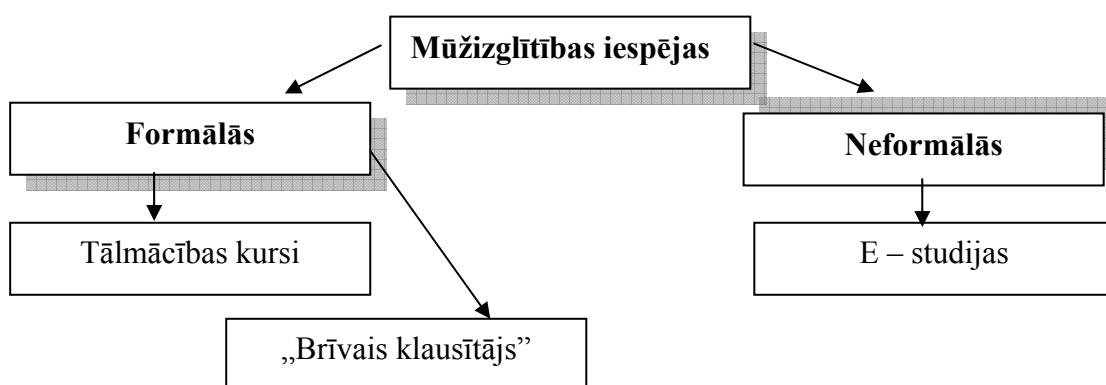 Mūžizglītības iespējas
Formālās
Neformālās
Tālmācības kursi
E – studijas
„Brīvais klausītājs”